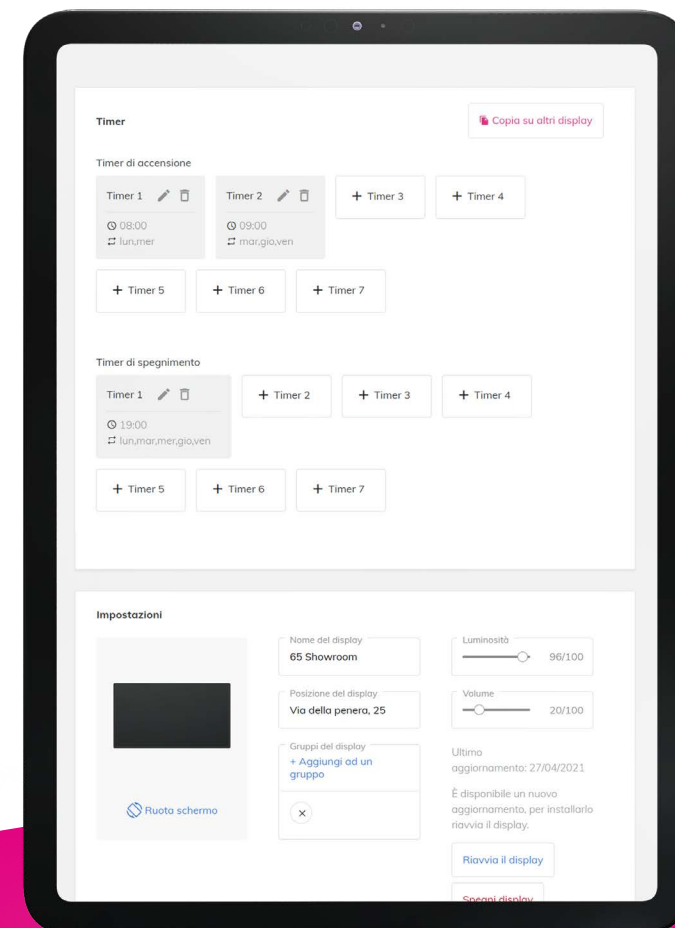 Timer
Copia su altri display
Timer di accensione
Timer 1
Timer 2
+ Timer 3
+ Timer 4
08:00
lun,mer
09:00
mar,gio,ven
+ Timer 5
+ Timer 6
+ Timer 7
Timer di spegnimento
Timer 1
+ Timer 2
+ Timer 3
+ Timer 4
19:00
lun,mar,mer,gio,ven
+ Timer 5
+ Timer 6
+ Timer 7
Impostazioni
Ruota schermo
Nome del display
65 Showroom
Posizione del display
Via della penera, 25
Gruppi del display
+ Aggiungi ad un
gruppo
Luminosità
96/100
Volume
20/100
Ultimo
aggiornamento: 27/04/2021
È disponibile un nuovo
aggiornamento, per installarlo
riavvia il display.
Riavvia il display
Spegni display